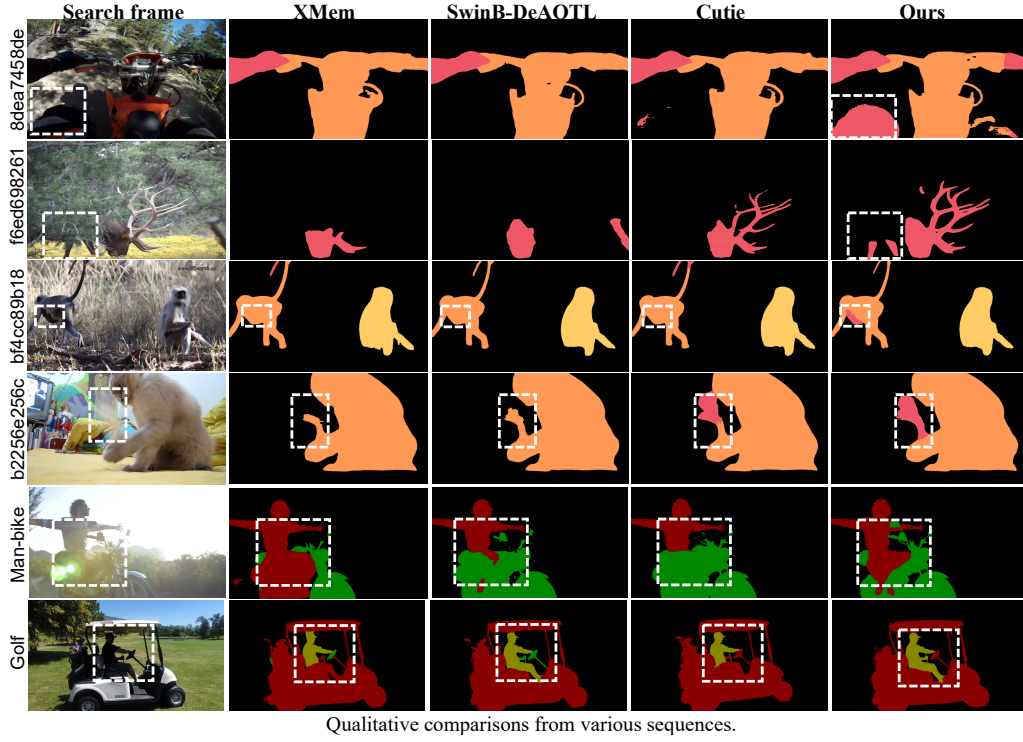 Search frame XMem SwinB-DeAOTL Cutie Ours
8dea7458de
f6ed698261
bf4cc89b18
b2256e256c
Man-bike
Golf
Qualitative comparisons from various sequences.